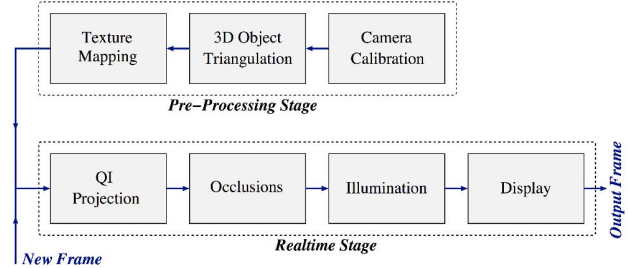 Texture
Mapping
3D Object
Triangulation
Camera
Calibration
Pre-Processing Stage
QI
Projection
Occlusions
Illumination
Display
Output Frame
Realtime Stage
New Frame